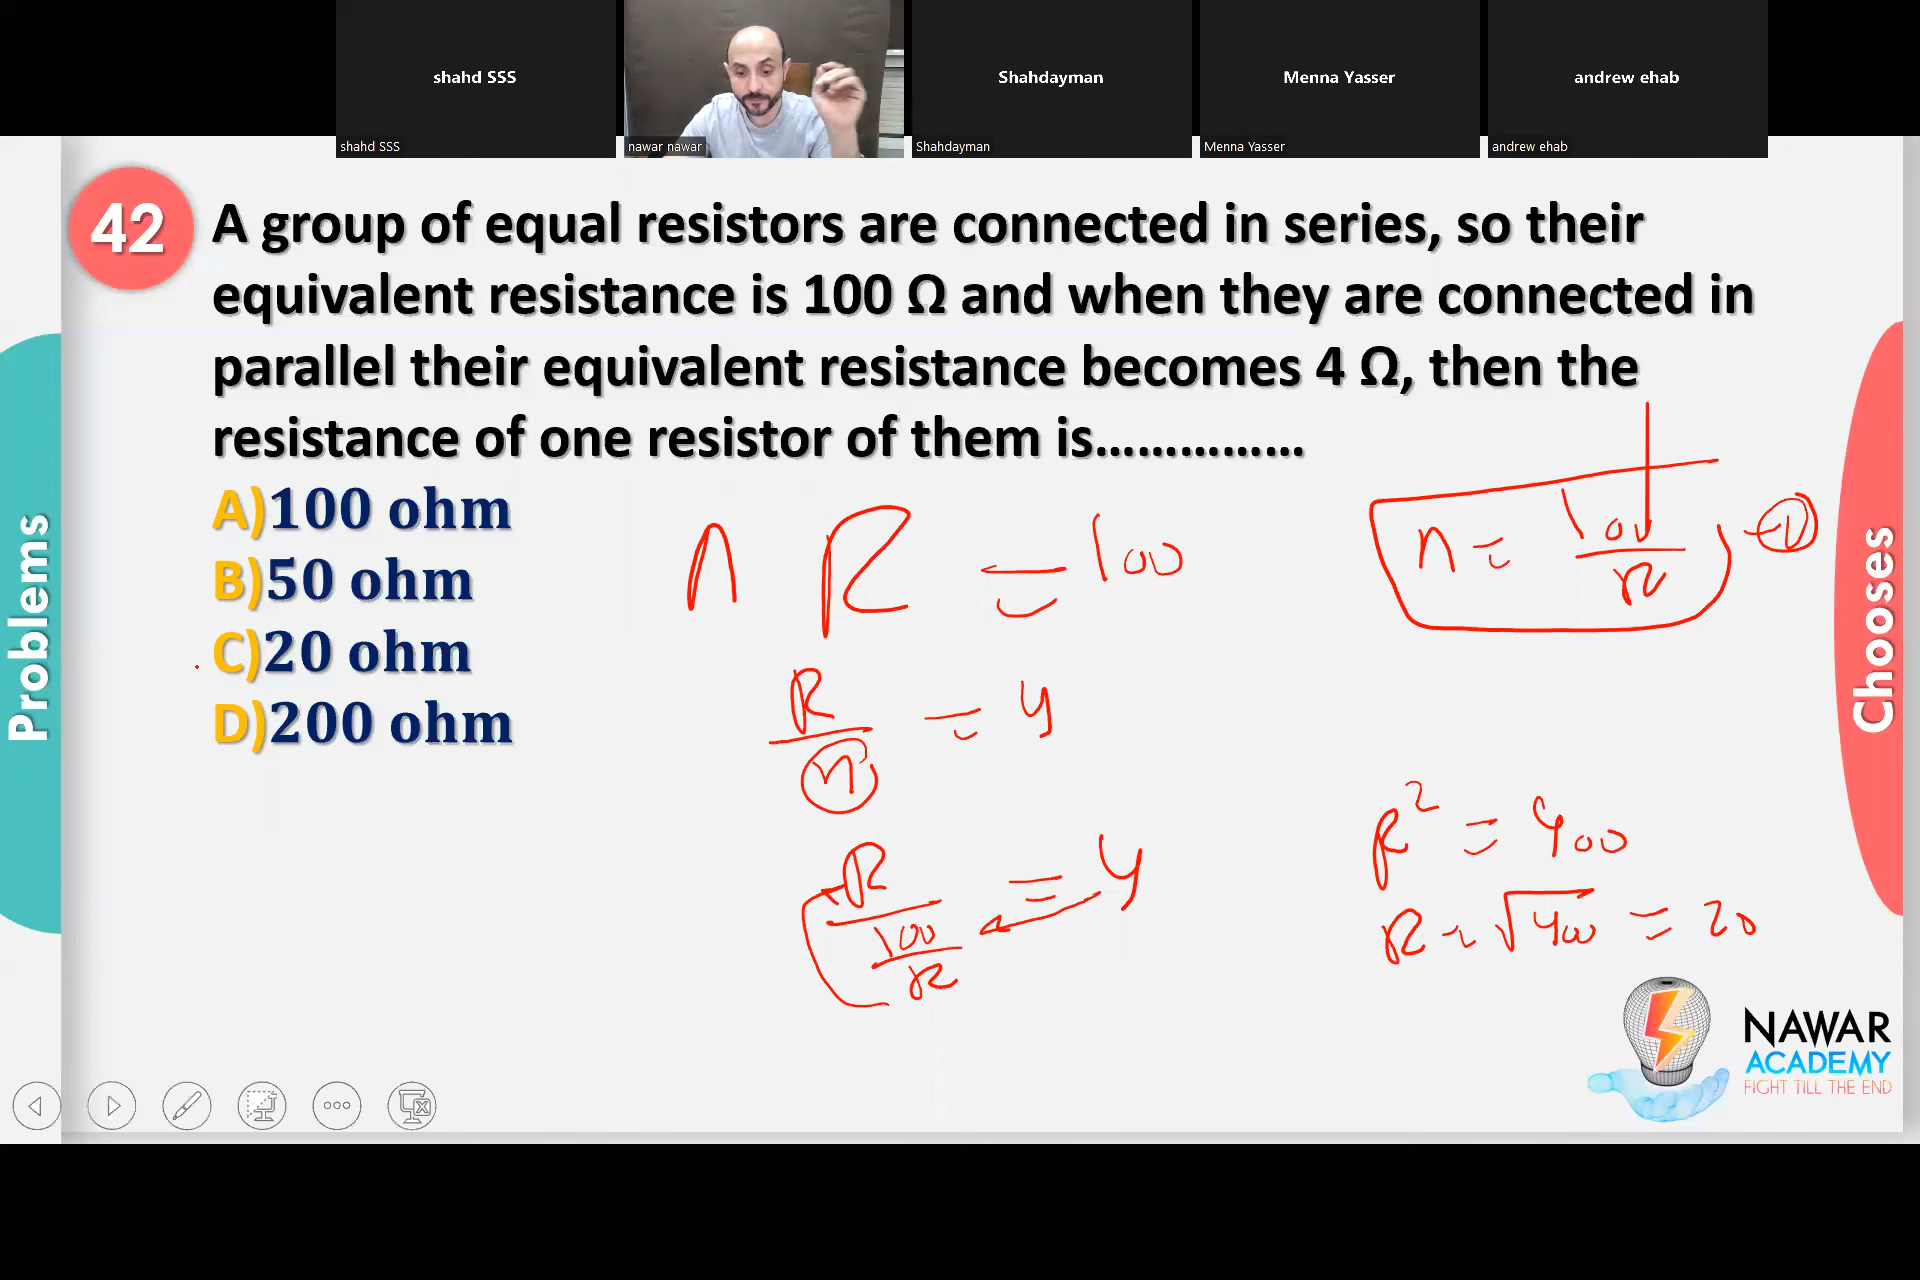 shahd SSS
Shahdayman
Menna Yasser
andrew ehab
shahd SSS
nawar nawar
Shahdayman
Menna Yasser
andrew ehab
42
A group of equal resistors are connected in series, so their
equivalent resistance is 100 Ω and when they are connected in
parallel their equivalent resistance becomes 4 Ω, then the
resistance of one resistor of them is...............
A)100 ohm
B)50 ohm
C)20 ohm
D)200 ohm
Problems
Chooses
n R = 100
n = 100/R
R/n = 4
R/(100/R) = 4
R² = 400
R = √400 = 20
NAWAR
ACADEMY
FIGHT TILL THE END